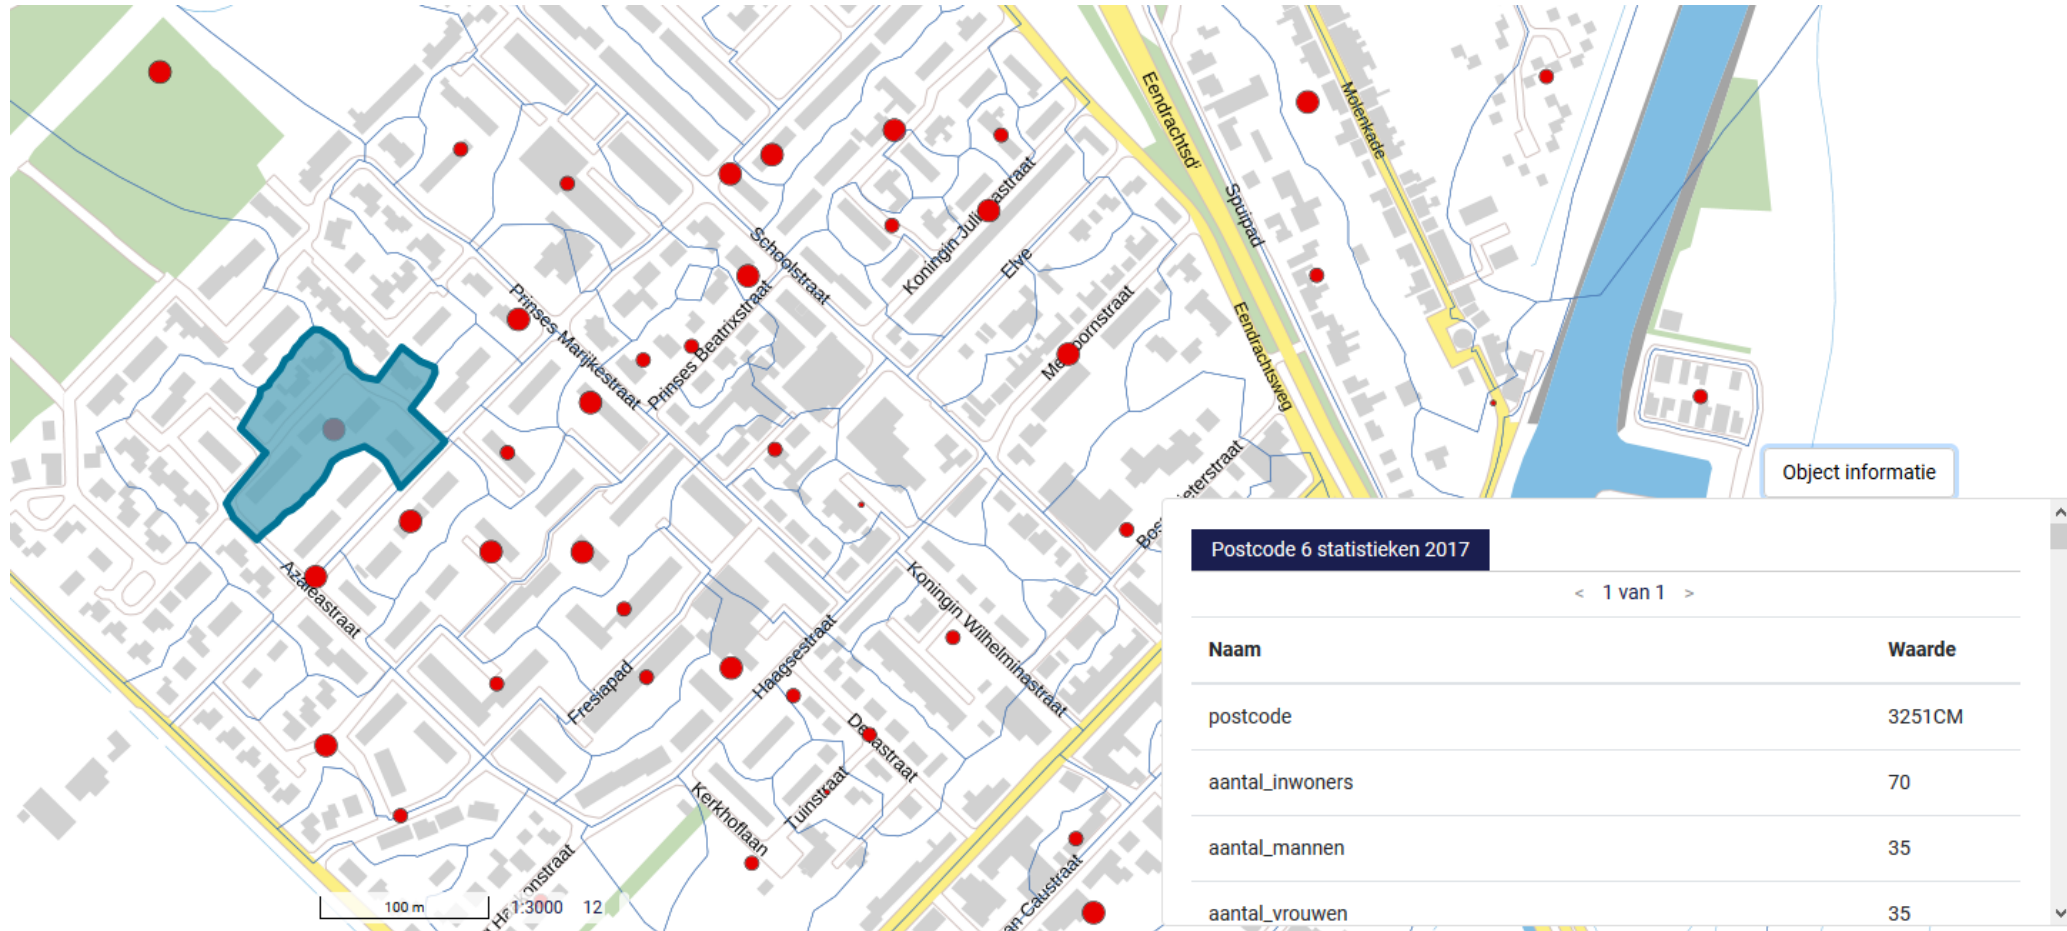 Eendrachtsd
Molenkade
Spuipad
Koningin Julianastraat
Schoolstraat
Elve
Prinses Marijkestraat
Prinses Beatrixstraat
Eendrachtsweg
Object informatie
Postcode 6 statistieken 2017
< 1 van 1 >
Naam Waarde
postcode 3251CM
aantal_inwoners 70
aantal_mannen 35
aantal_vrouwen 35
Azaleastraat
Koningin Wilhelminastraat
Haagsestraat
Fresiapad
Deltastraat
Tuinstraat
Kerkhoflaan
100 m
1:3000 12